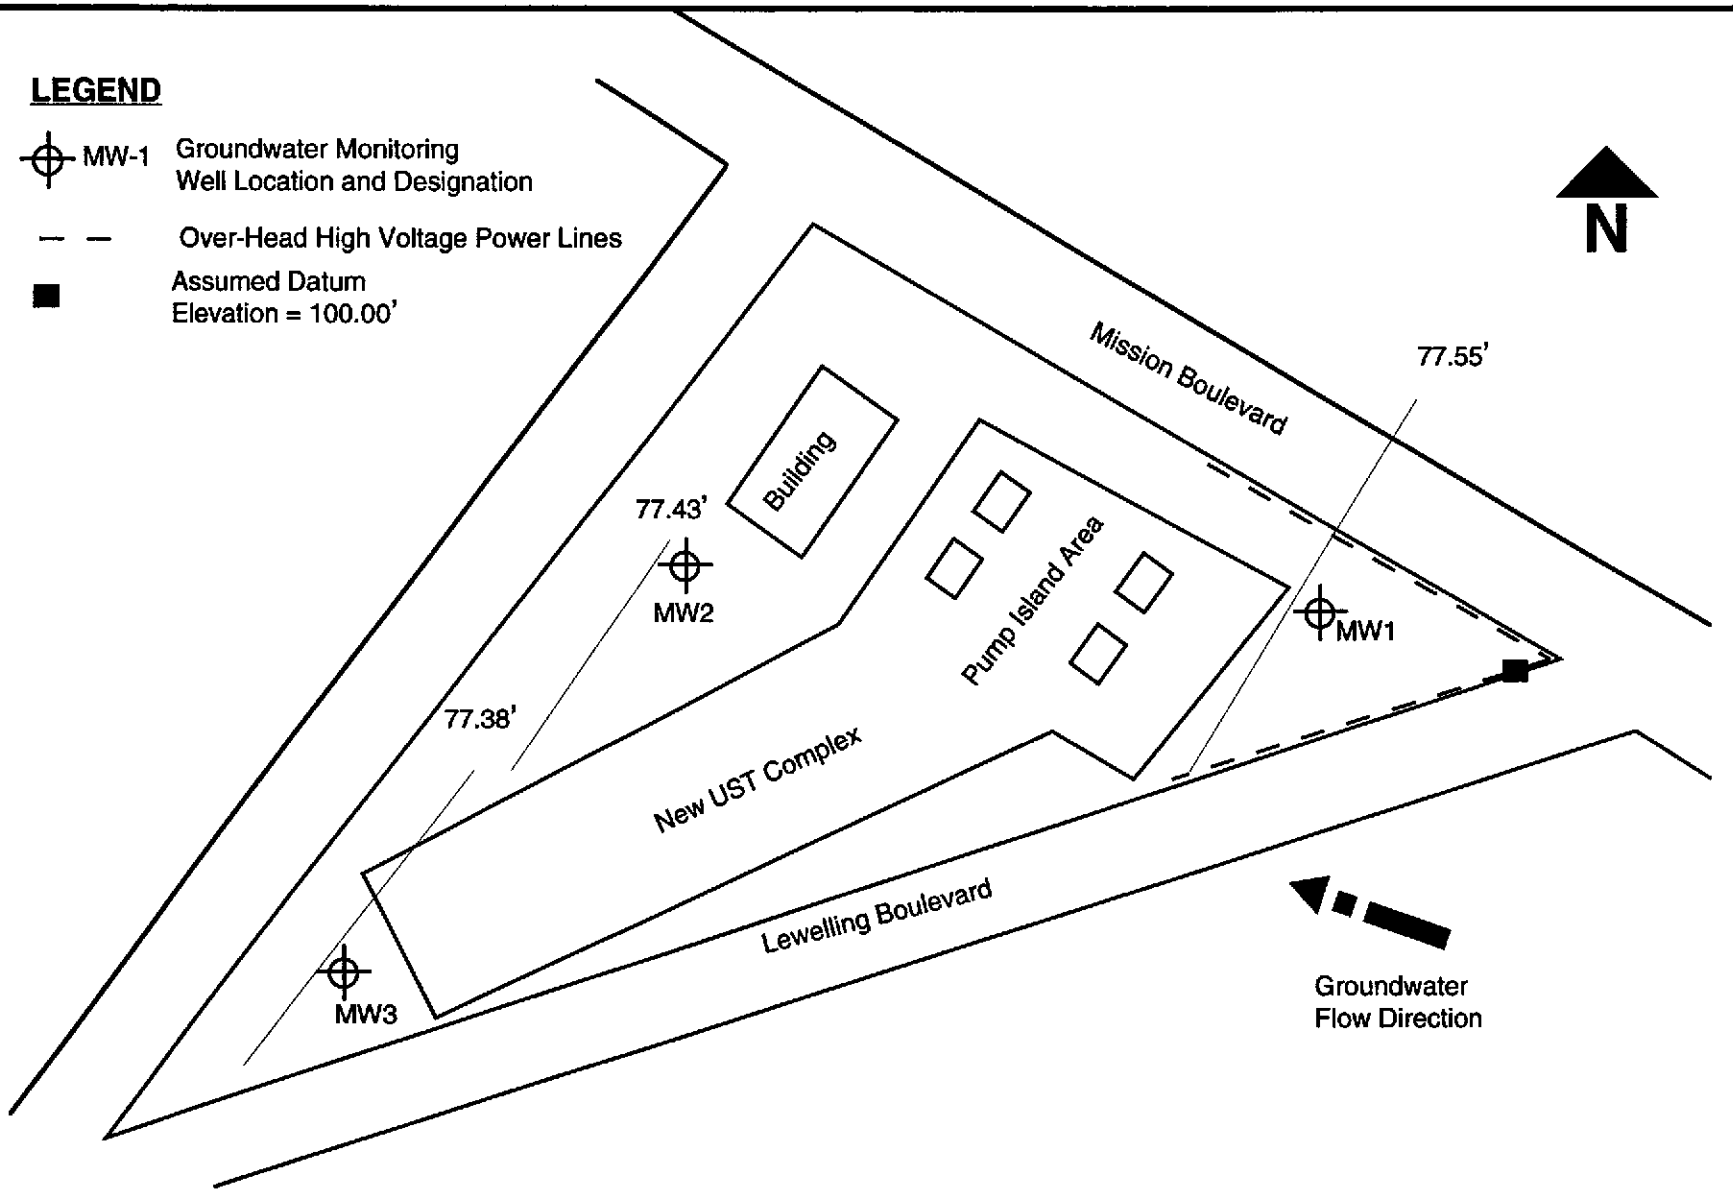 LEGEND
MW-1
Groundwater Monitoring
Well Location and Designation
Over-Head High Voltage Power Lines
Assumed Datum
Elevation = 100.00'
N
Mission Boulevard
77.55'
Building
77.43'
MW2
Pump Island Area
MW1
77.38'
New UST Complex
Lewelling Boulevard
MW3
Groundwater
Flow Direction